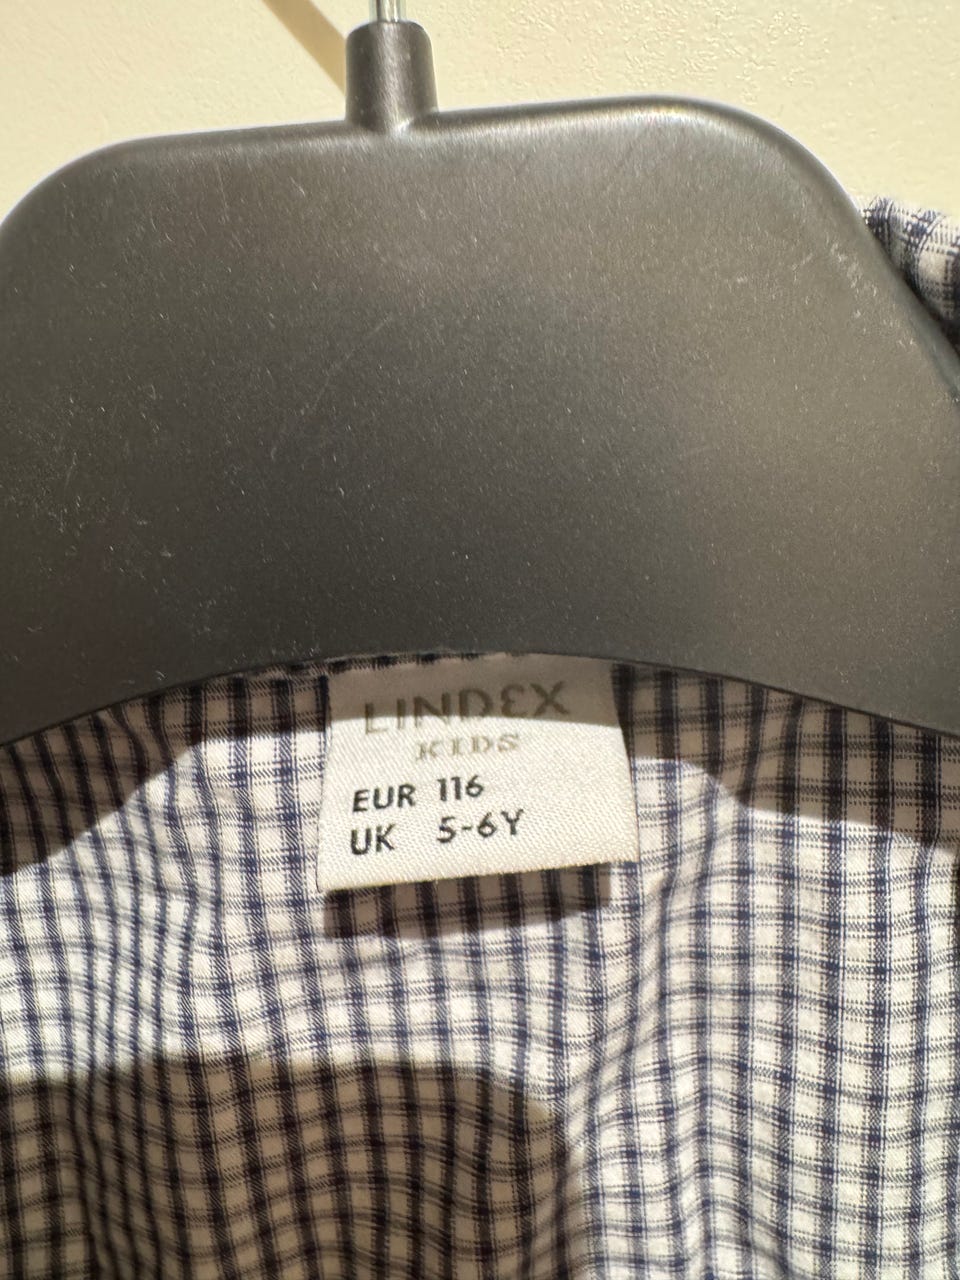 LINDEX
KIDS
EUR 116
UK 5-6Y